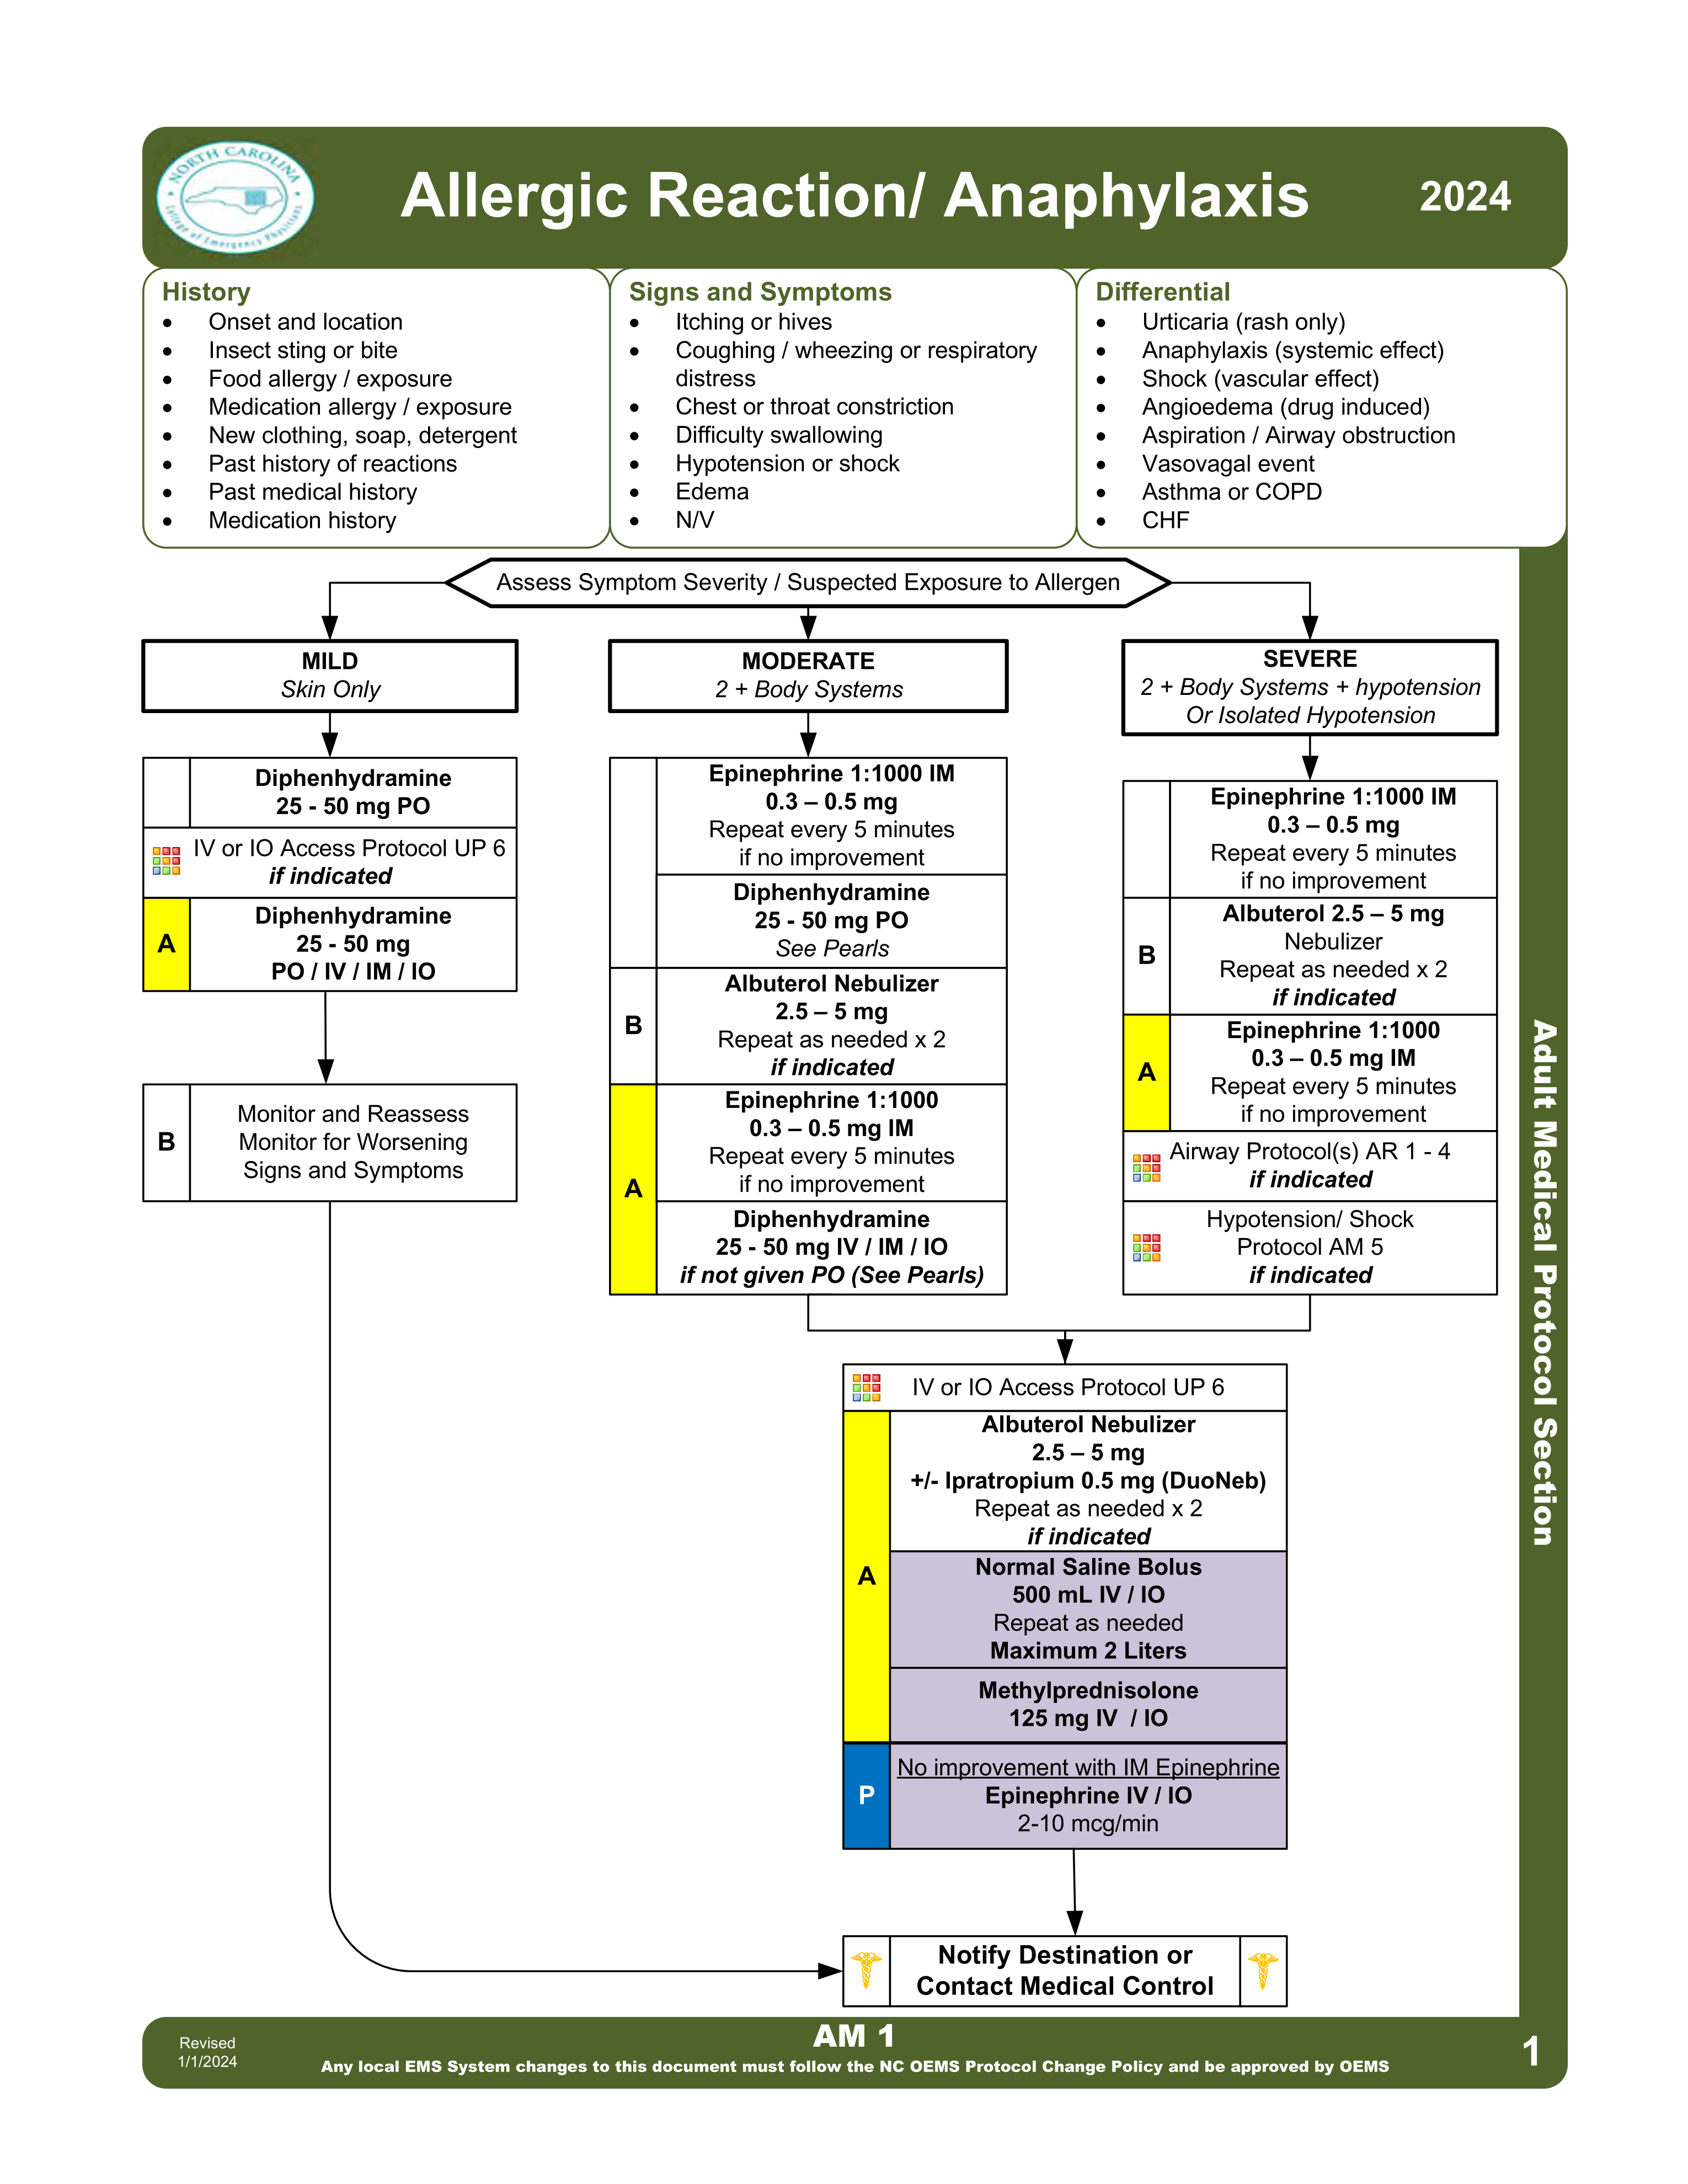 NORTH CAROLINA
College of Emergency Physicians
Allergic Reaction/ Anaphylaxis
2024
History
• Onset and location
• Insect sting or bite
• Food allergy / exposure
• Medication allergy / exposure
• New clothing, soap, detergent
• Past history of reactions
• Past medical history
• Medication history
Signs and Symptoms
• Itching or hives
• Coughing / wheezing or respiratory
distress
• Chest or throat constriction
• Difficulty swallowing
• Hypotension or shock
• Edema
• N/V
Differential
• Urticaria (rash only)
• Anaphylaxis (systemic effect)
• Shock (vascular effect)
• Angioedema (drug induced)
• Aspiration / Airway obstruction
• Vasovagal event
• Asthma or COPD
• CHF
Assess Symptom Severity / Suspected Exposure to Allergen
MILD
Skin Only
Diphenhydramine
25 - 50 mg PO
IV or IO Access Protocol UP 6
if indicated
A
Diphenhydramine
25 - 50 mg
PO / IV / IM / IO
B
Monitor and Reassess
Monitor for Worsening
Signs and Symptoms
MODERATE
2 + Body Systems
Epinephrine 1:1000 IM
0.3 – 0.5 mg
Repeat every 5 minutes
if no improvement
Diphenhydramine
25 - 50 mg PO
See Pearls
B
Albuterol Nebulizer
2.5 – 5 mg
Repeat as needed x 2
if indicated
A
Epinephrine 1:1000
0.3 – 0.5 mg IM
Repeat every 5 minutes
if no improvement
Diphenhydramine
25 - 50 mg IV / IM / IO
if not given PO (See Pearls)
SEVERE
2 + Body Systems + hypotension
Or Isolated Hypotension
Epinephrine 1:1000 IM
0.3 – 0.5 mg
Repeat every 5 minutes
if no improvement
B
Albuterol 2.5 – 5 mg
Nebulizer
Repeat as needed x 2
if indicated
A
Epinephrine 1:1000
0.3 – 0.5 mg IM
Repeat every 5 minutes
if no improvement
Airway Protocol(s) AR 1 - 4
if indicated
Hypotension/ Shock
Protocol AM 5
if indicated
IV or IO Access Protocol UP 6
A
Albuterol Nebulizer
2.5 – 5 mg
+/- Ipratropium 0.5 mg (DuoNeb)
Repeat as needed x 2
if indicated
Normal Saline Bolus
500 mL IV / IO
Repeat as needed
Maximum 2 Liters
Methylprednisolone
125 mg IV / IO
P
No improvement with IM Epinephrine
Epinephrine IV / IO
2-10 mcg/min
Notify Destination or
Contact Medical Control
Adult Medical Protocol Section
Revised
1/1/2024
AM 1
Any local EMS System changes to this document must follow the NC OEMS Protocol Change Policy and be approved by OEMS
1